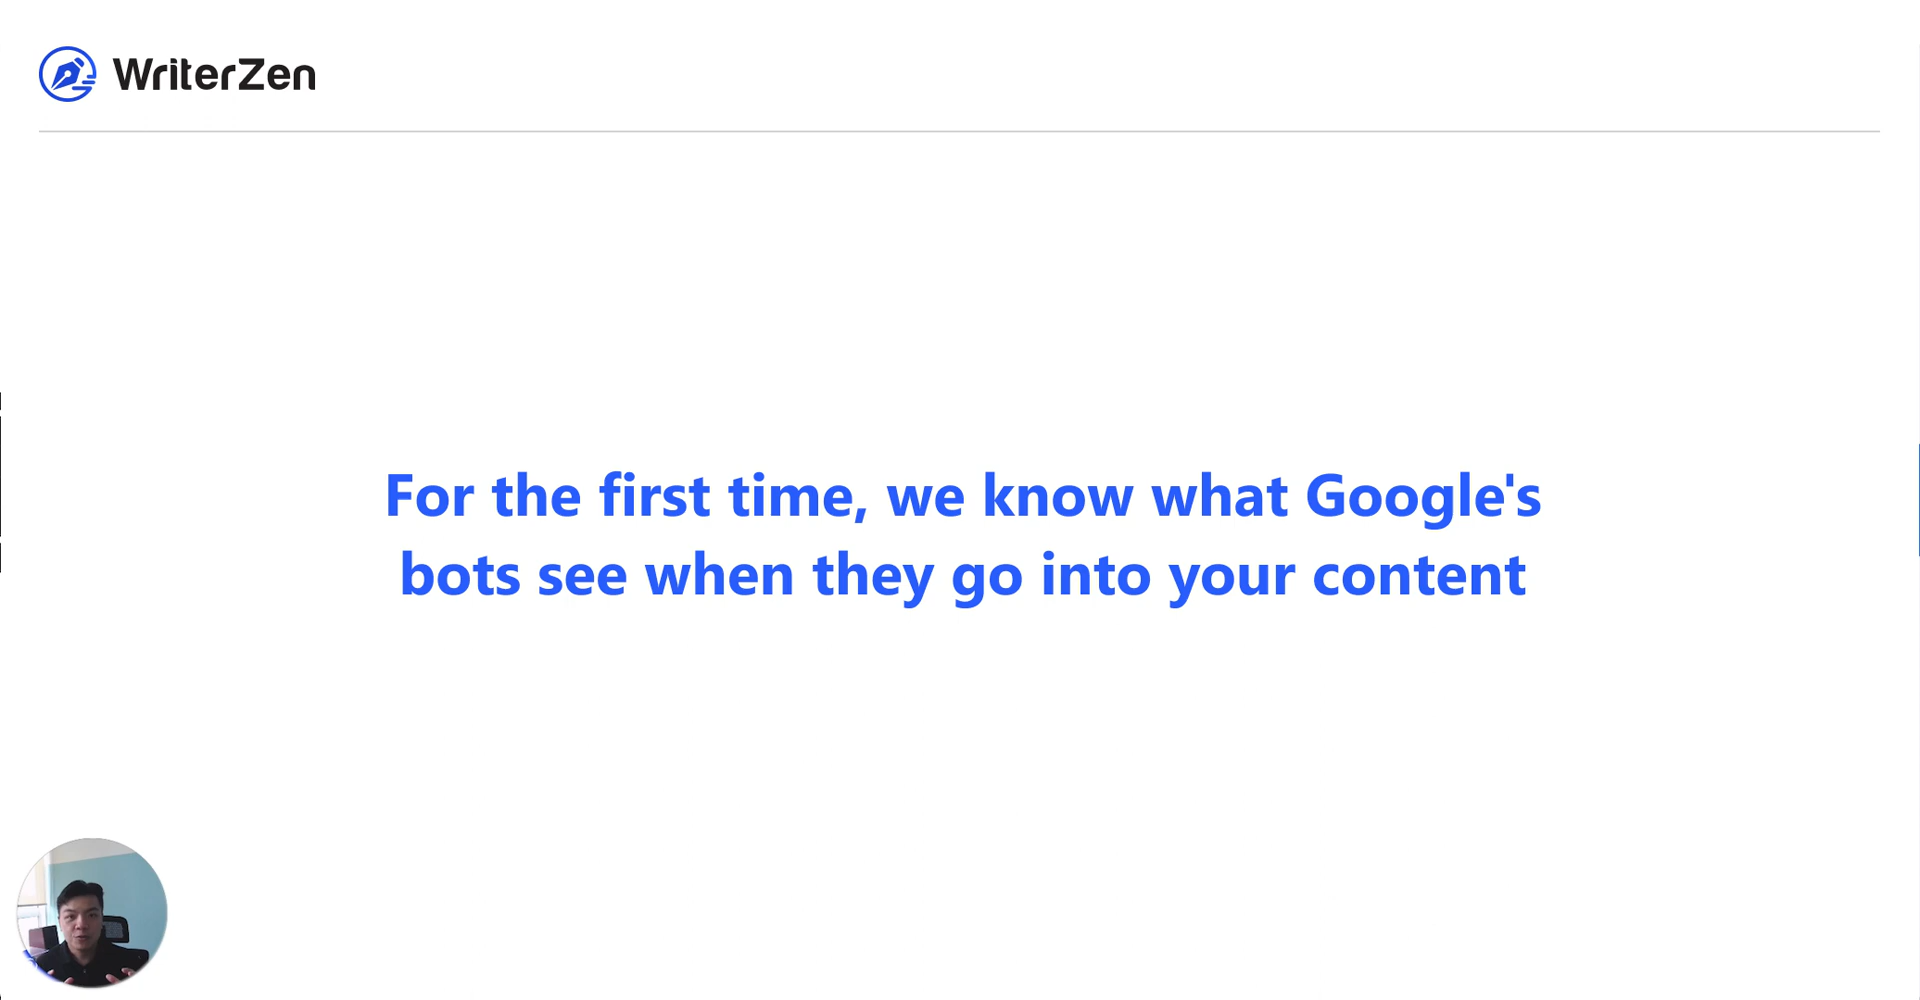 WriterZen
For the first time, we know what Google's
bots see when they go into your content